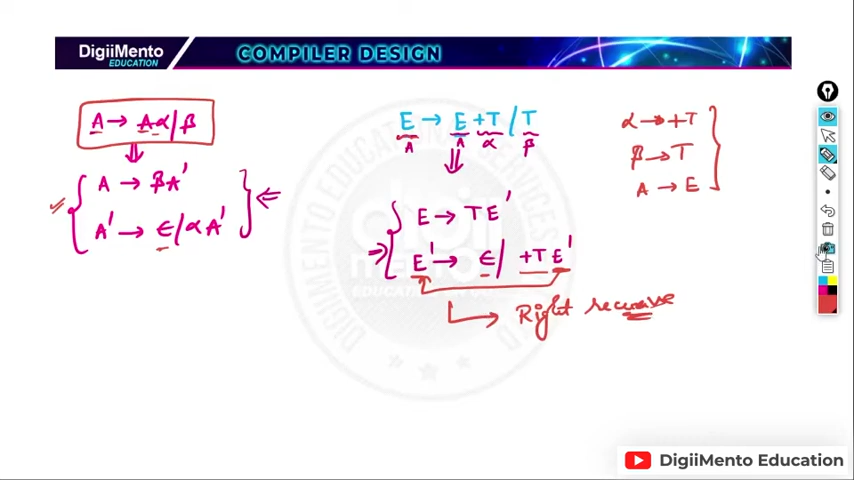 DigiiMento
EDUCATION
COMPILER DESIGN
A → Aα/β
A → βA'
A' → ϵ/αA'
E → E+T/T
A A α β
E → TE'
E' → ϵ/+TE'
Right recursive
α → +T
β → T
A → E
DigiiMento Education